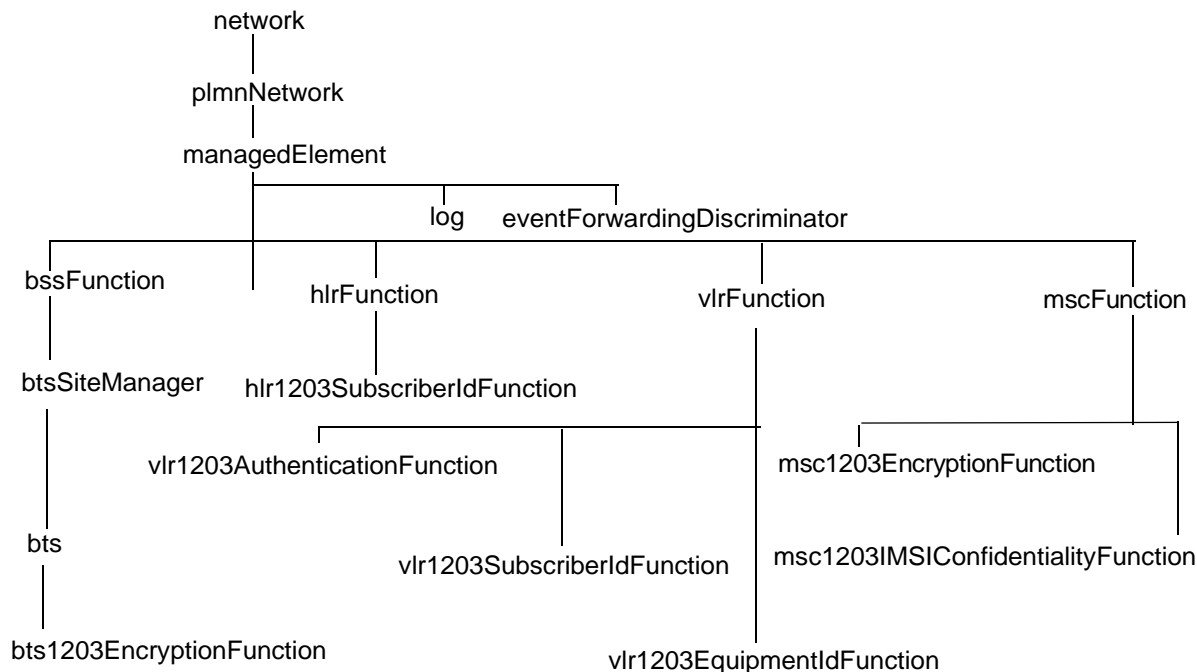 network
plmnNetwork
managedElement
log
eventForwardingDiscriminator
bssFunction
hlrFunction
vlrFunction
mscFunction
btsSiteManager
hlr1203SubscriberIdFunction
vlr1203AuthenticationFunction
msc1203EncryptionFunction
bts
vlr1203SubscriberIdFunction
msc1203IMSIConfidentialityFunction
bts1203EncryptionFunction
vlr1203EquipmentIdFunction